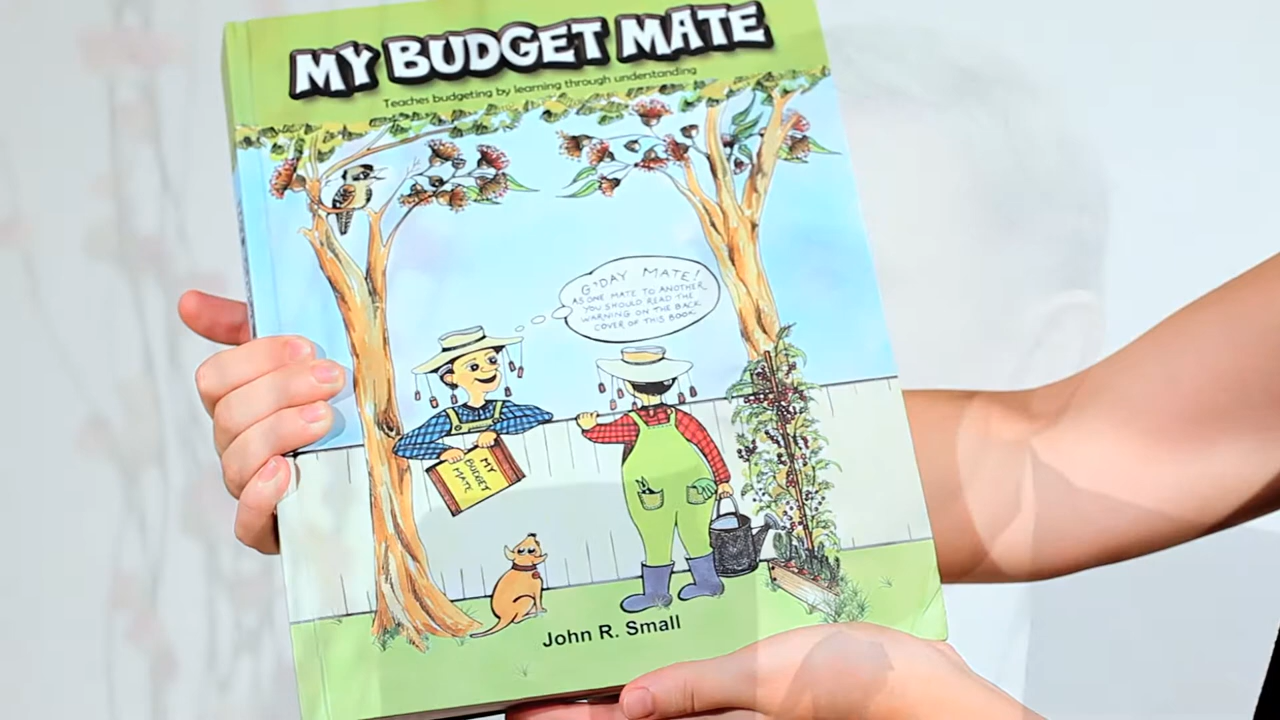 MY BUDGET MATE
Teaches budgeting by learning through understanding
G'DAY MATE!
AS ONE MATE TO ANOTHER
YOU SHOULD READ THE
WARNING ON THE BACK
COVER OF THIS BOOK
MY
BUDGET
MATE
John R. Small